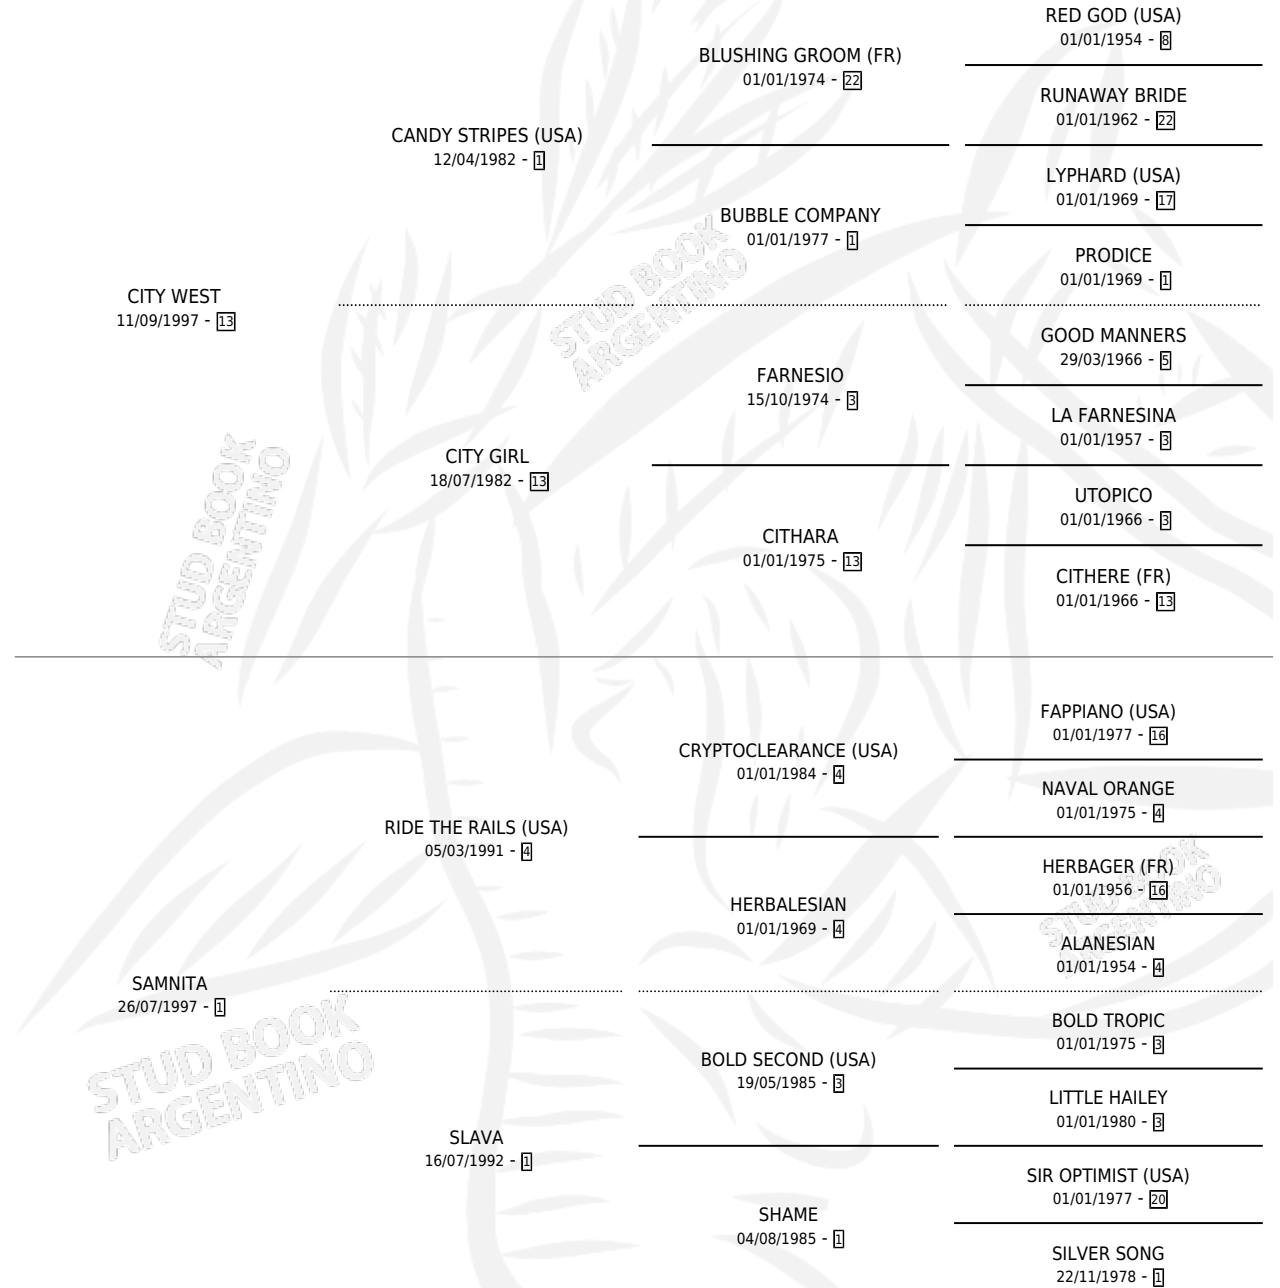 RED GOD (USA)
01/01/1954 - 8
BLUSHING GROOM (FR)
01/01/1974 - 22
RUNAWAY BRIDE
01/01/1962 - 22
CANDY STRIPES (USA)
12/04/1982 - 1
LYPHARD (USA)
01/01/1969 - 17
BUBBLE COMPANY
01/01/1977 - 1
PRODICE
01/01/1969 - 1
CITY WEST
11/09/1997 - 13
GOOD MANNERS
29/03/1966 - 5
FARNESIO
15/10/1974 - 3
LA FARNESINA
01/01/1957 - 3
CITY GIRL
18/07/1982 - 13
UTOPICO
01/01/1966 - 3
CITHARA
01/01/1975 - 13
CITHERE (FR)
01/01/1966 - 13
FAPPIANO (USA)
01/01/1977 - 16
CRYPTOCLEARANCE (USA)
01/01/1984 - 4
NAVAL ORANGE
01/01/1975 - 4
RIDE THE RAILS (USA)
05/03/1991 - 4
HERBAGER (FR)
01/01/1956 - 16
HERBALESIAN
01/01/1969 - 4
ALANESIAN
01/01/1954 - 4
SAMNITA
26/07/1997 - 1
BOLD TROPIC
01/01/1975 - 3
BOLD SECOND (USA)
19/05/1985 - 3
LITTLE HAILEY
01/01/1980 - 3
SLAVA
16/07/1992 - 1
SIR OPTIMIST (USA)
01/01/1977 - 20
SHAME
04/08/1985 - 1
SILVER SONG
22/11/1978 - 1
STUD BOOK
ARGENTINO
STUD BOOK
ARGENTINO
STUD BOOK
ARGENTINO
STUD BOOK
ARGENTINO